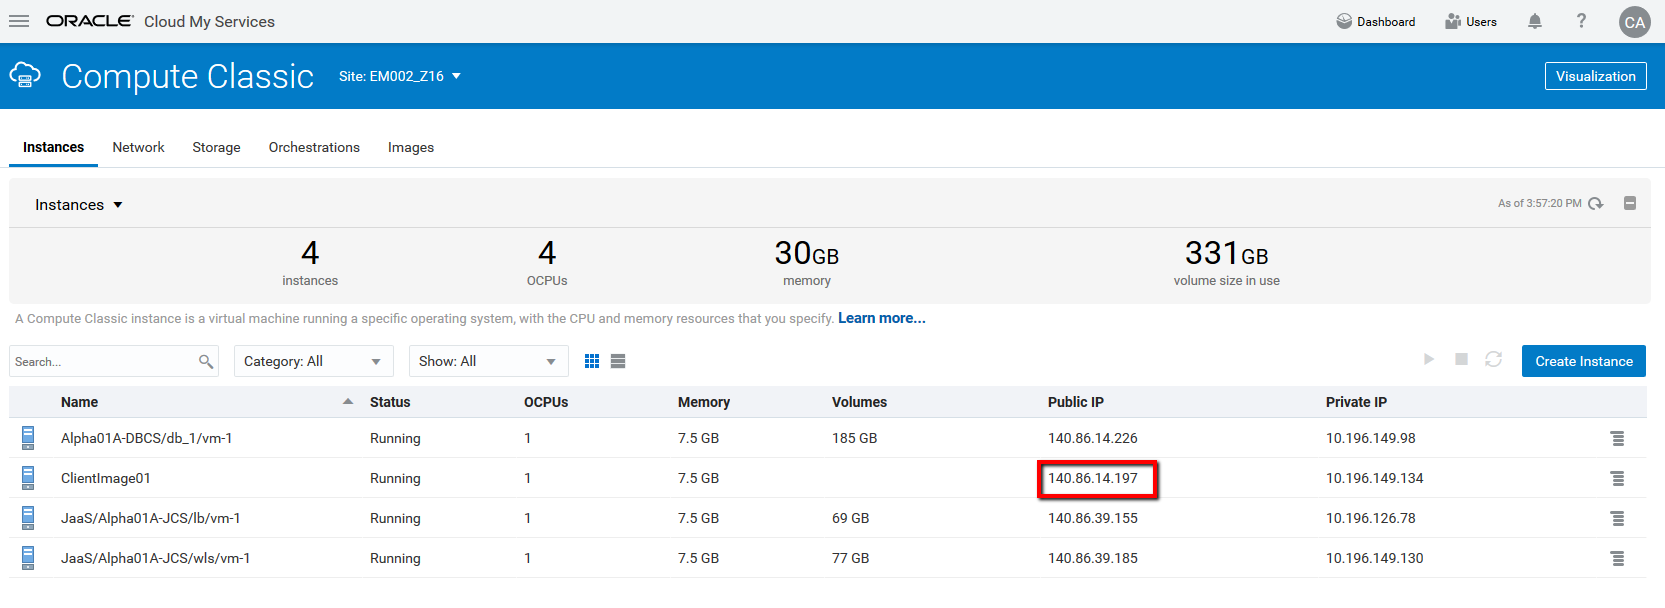 ORACLE Cloud My Services Dashboard Users ? CA
Compute Classic Site: EM002_Z16 Visualization
Instances Network Storage Orchestrations Images
Instances As of 3:57:20 PM
4 4 30GB 331GB
instances OCPUs memory volume size in use
A Compute Classic instance is a virtual machine running a specific operating system, with the CPU and memory resources that you specify. Learn more...
Search... Category: All Show: All Create Instance
Name Status OCPUs Memory Volumes Public IP Private IP
Alpha01A-DBCS/db_1/vm-1 Running 1 7.5 GB 185 GB 140.86.14.226 10.196.149.98
ClientImage01 Running 1 7.5 GB 140.86.14.197 10.196.149.134
JaaS/Alpha01A-JCS/lb/vm-1 Running 1 7.5 GB 69 GB 140.86.39.155 10.196.126.78
JaaS/Alpha01A-JCS/wls/vm-1 Running 1 7.5 GB 77 GB 140.86.39.185 10.196.149.130